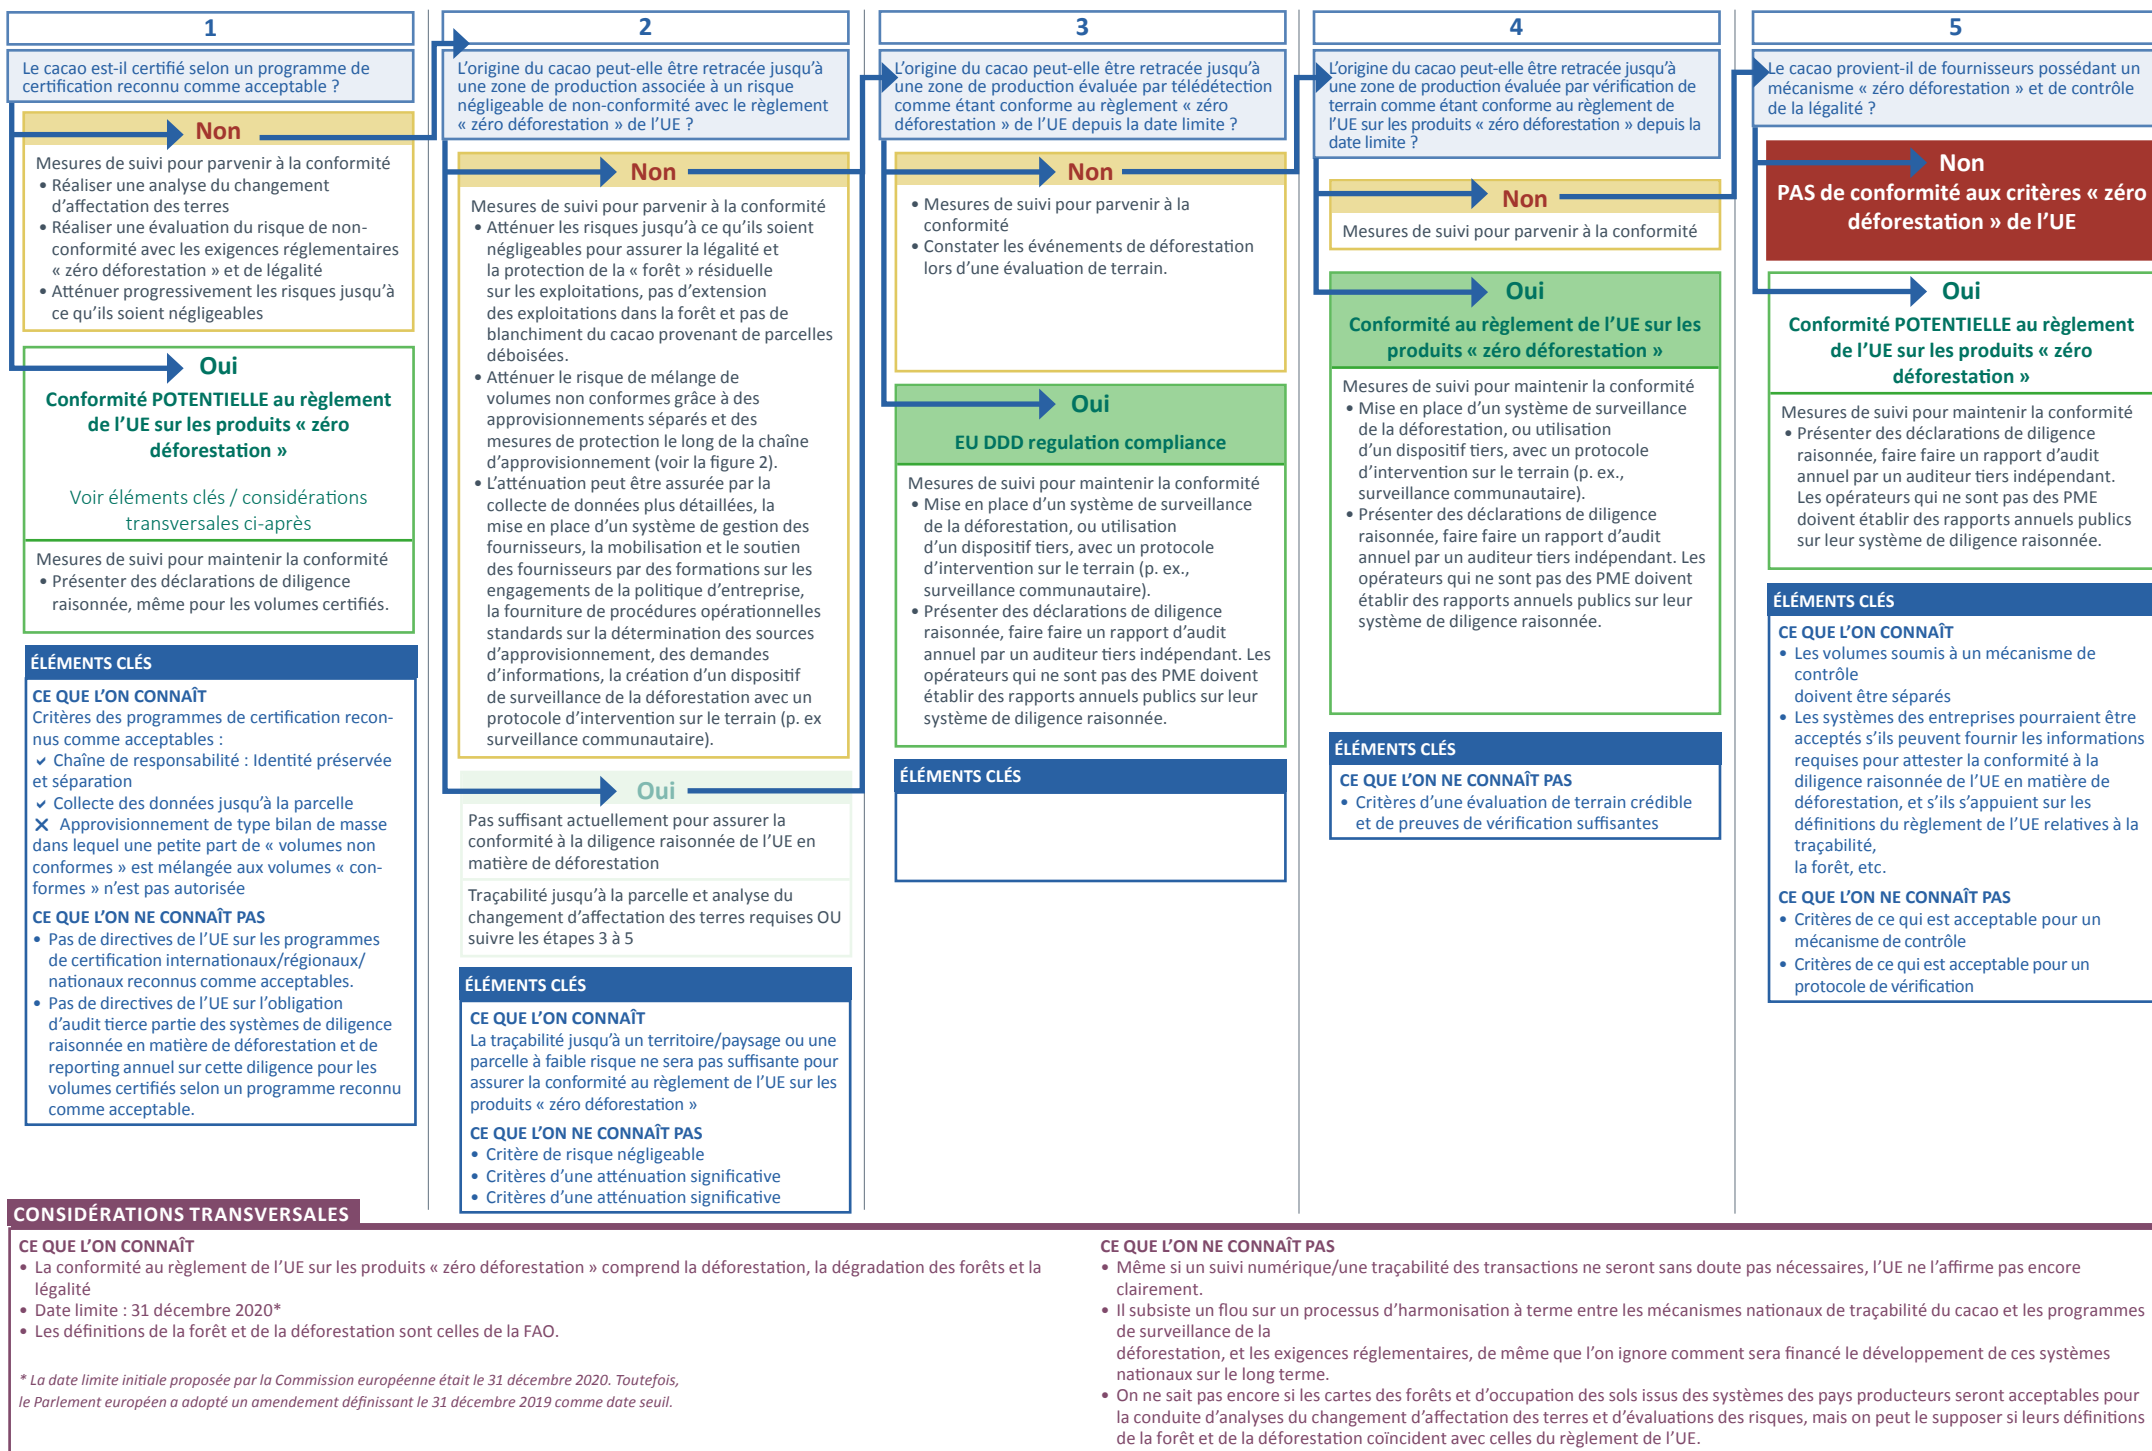 1
Le cacao est-il certifié selon un programme de
certification reconnu comme acceptable ?
Non
Mesures de suivi pour parvenir à la conformité
• Réaliser une analyse du changement
d’affectation des terres
• Réaliser une évaluation du risque de non-
conformité avec les exigences réglementaires
« zéro déforestation » et de légalité
• Atténuer progressivement les risques jusqu’à
ce qu’ils soient négligeables
Oui
Conformité POTENTIELLE au règlement
de l’UE sur les produits « zéro
déforestation »
Voir éléments clés / considérations
transversales ci-après
Mesures de suivi pour maintenir la conformité
• Présenter des déclarations de diligence
raisonnée, même pour les volumes certifiés.
ÉLÉMENTS CLÉS
CE QUE L’ON CONNAÎT
Critères des programmes de certification recon-
nus comme acceptables :
✓ Chaîne de responsabilité : Identité préservée
et séparation
✓ Collecte des données jusqu’à la parcelle
✕ Approvisionnement de type bilan de masse
dans lequel une petite part de « volumes non
conformes » est mélangée aux volumes « con-
formes » n’est pas autorisée
CE QUE L’ON NE CONNAÎT PAS
• Pas de directives de l’UE sur les programmes
de certification internationaux/régionaux/
nationaux reconnus comme acceptables.
• Pas de directives de l’UE sur l’obligation
d’audit tierce partie des systèmes de diligence
raisonnée en matière de déforestation et de
reporting annuel sur cette diligence pour les
volumes certifiés selon un programme reconnu
comme acceptable.
2
L’origine du cacao peut-elle être retracée jusqu’à
une zone de production associée à un risque
négligeable de non-conformité avec le règlement
« zéro déforestation » de l’UE ?
Non
Mesures de suivi pour parvenir à la conformité
• Atténuer les risques jusqu’à ce qu’ils soient
négligeables pour assurer la légalité et
la protection de la « forêt » résiduelle
sur les exploitations, pas d’extension
des exploitations dans la forêt et pas de
blanchiment du cacao provenant de parcelles
déboisées.
• Atténuer le risque de mélange de
volumes non conformes grâce à des
approvisionnements séparés et des
mesures de protection le long de la chaîne
d’approvisionnement (voir la figure 2).
• L’atténuation peut être assurée par la
collecte de données plus détaillées, la
mise en place d’un système de gestion des
fournisseurs, la mobilisation et le soutien
des fournisseurs par des formations sur les
engagements de la politique d’entreprise,
la fourniture de procédures opérationnelles
standards sur la détermination des sources
d’approvisionnement, des demandes
d’informations, la création d’un dispositif
de surveillance de la déforestation avec un
protocole d’intervention sur le terrain (p. ex
surveillance communautaire).
Oui
Pas suffisant actuellement pour assurer la
conformité à la diligence raisonnée de l’UE en
matière de déforestation
Traçabilité jusqu’à la parcelle et analyse du
changement d’affectation des terres requises OU
suivre les étapes 3 à 5
ÉLÉMENTS CLÉS
CE QUE L’ON CONNAÎT
La traçabilité jusqu’à un territoire/paysage ou une
parcelle à faible risque ne sera pas suffisante pour
assurer la conformité au règlement de l’UE sur les
produits « zéro déforestation »
CE QUE L’ON NE CONNAÎT PAS
• Critère de risque négligeable
• Critères d’une atténuation significative
• Critères d’une atténuation significative
3
L’origine du cacao peut-elle être retracée jusqu’à
une zone de production évaluée par télédétection
comme étant conforme au règlement « zéro
déforestation » de l’UE depuis la date limite ?
Non
• Mesures de suivi pour parvenir à la
conformité
• Constater les événements de déforestation
lors d’une évaluation de terrain.
Oui
EU DDD regulation compliance
Mesures de suivi pour maintenir la conformité
• Mise en place d’un système de surveillance
de la déforestation, ou utilisation
d’un dispositif tiers, avec un protocole
d’intervention sur le terrain (p. ex.,
surveillance communautaire).
• Présenter des déclarations de diligence
raisonnée, faire faire un rapport d’audit
annuel par un auditeur tiers indépendant. Les
opérateurs qui ne sont pas des PME doivent
établir des rapports annuels publics sur leur
système de diligence raisonnée.
ÉLÉMENTS CLÉS
4
L’origine du cacao peut-elle être retracée jusqu’à
une zone de production évaluée par vérification de
terrain comme étant conforme au règlement de
l’UE sur les produits « zéro déforestation » depuis la
date limite ?
Non
Mesures de suivi pour parvenir à la conformité
Oui
Conformité au règlement de l’UE sur les
produits « zéro déforestation »
Mesures de suivi pour maintenir la conformité
• Mise en place d’un système de surveillance
de la déforestation, ou utilisation
d’un dispositif tiers, avec un protocole
d’intervention sur le terrain (p. ex.,
surveillance communautaire).
• Présenter des déclarations de diligence
raisonnée, faire faire un rapport d’audit
annuel par un auditeur tiers indépendant. Les
opérateurs qui ne sont pas des PME doivent
établir des rapports annuels publics sur leur
système de diligence raisonnée.
ÉLÉMENTS CLÉS
CE QUE L’ON NE CONNAÎT PAS
• Critères d’une évaluation de terrain crédible
et de preuves de vérification suffisantes
5
Le cacao provient-il de fournisseurs possédant un
mécanisme « zéro déforestation » et de contrôle
de la légalité ?
Non
PAS de conformité aux critères « zéro
déforestation » de l’UE
Oui
Conformité POTENTIELLE au règlement
de l’UE sur les produits « zéro
déforestation »
Mesures de suivi pour maintenir la conformité
• Présenter des déclarations de diligence
raisonnée, faire faire un rapport d’audit
annuel par un auditeur tiers indépendant.
Les opérateurs qui ne sont pas des PME
doivent établir des rapports annuels publics
sur leur système de diligence raisonnée.
ÉLÉMENTS CLÉS
CE QUE L’ON CONNAÎT
• Les volumes soumis à un mécanisme de
contrôle
doivent être séparés
• Les systèmes des entreprises pourraient être
acceptés s’ils peuvent fournir les informations
requises pour attester la conformité à la
diligence raisonnée de l’UE en matière de
déforestation, et s’ils s’appuient sur les
définitions du règlement de l’UE relatives à la
traçabilité,
la forêt, etc.
CE QUE L’ON NE CONNAÎT PAS
• Critères de ce qui est acceptable pour un
mécanisme de contrôle
• Critères de ce qui est acceptable pour un
protocole de vérification
CONSIDÉRATIONS TRANSVERSALES
CE QUE L’ON CONNAÎT
• La conformité au règlement de l’UE sur les produits « zéro déforestation » comprend la déforestation, la dégradation des forêts et la
légalité
• Date limite : 31 décembre 2020*
• Les définitions de la forêt et de la déforestation sont celles de la FAO.
* La date limite initiale proposée par la Commission européenne était le 31 décembre 2020. Toutefois,
le Parlement européen a adopté un amendement définissant le 31 décembre 2019 comme date seuil.
CE QUE L’ON NE CONNAÎT PAS
• Même si un suivi numérique/une traçabilité des transactions ne seront sans doute pas nécessaires, l’UE ne l’affirme pas encore
clairement.
• Il subsiste un flou sur un processus d’harmonisation à terme entre les mécanismes nationaux de traçabilité du cacao et les programmes
de surveillance de la
déforestation, et les exigences réglementaires, de même que l’on ignore comment sera financé le développement de ces systèmes
nationaux sur le long terme.
• On ne sait pas encore si les cartes des forêts et d’occupation des sols issus des systèmes des pays producteurs seront acceptables pour
la conduite d’analyses du changement d’affectation des terres et d’évaluations des risques, mais on peut le supposer si leurs définitions
de la forêt et de la déforestation coïncident avec celles du règlement de l’UE.